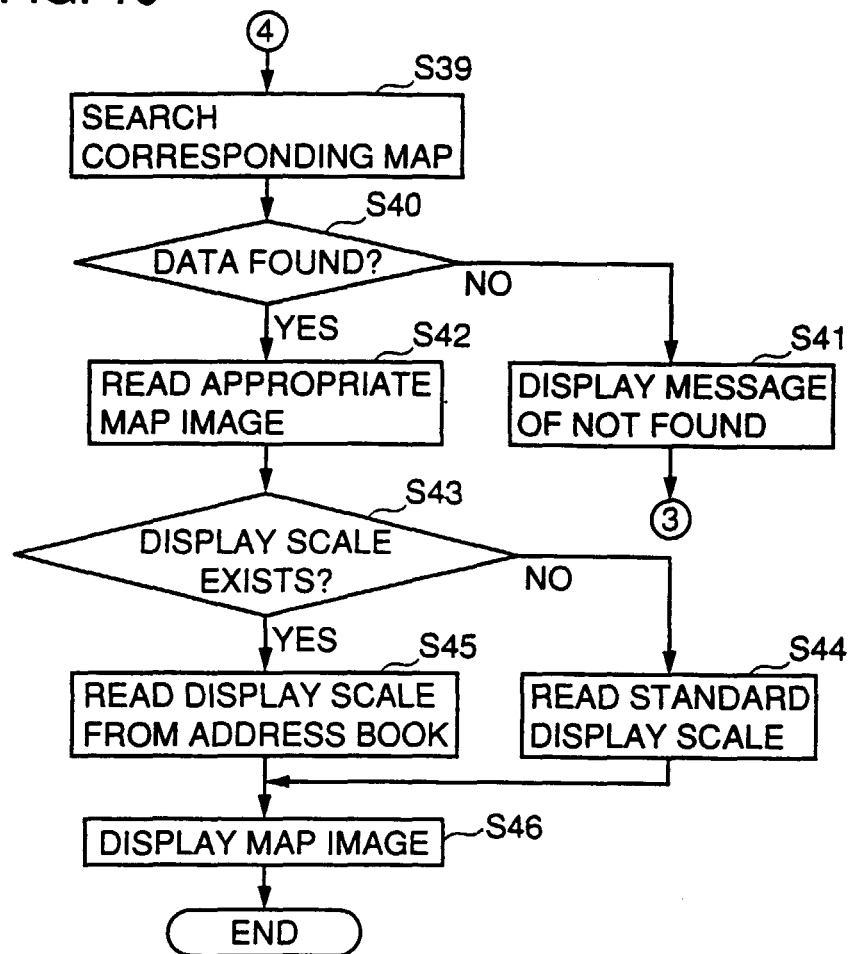 4
S39
SEARCH
CORRESPONDING MAP
S40
DATA FOUND?
NO
YES
S42
S41
READ APPROPRIATE
MAP IMAGE
DISPLAY MESSAGE
OF NOT FOUND
S43
3
DISPLAY SCALE
EXISTS?
NO
YES
S45
S44
READ DISPLAY SCALE
FROM ADDRESS BOOK
READ STANDARD
DISPLAY SCALE
DISPLAY MAP IMAGE
S46
END